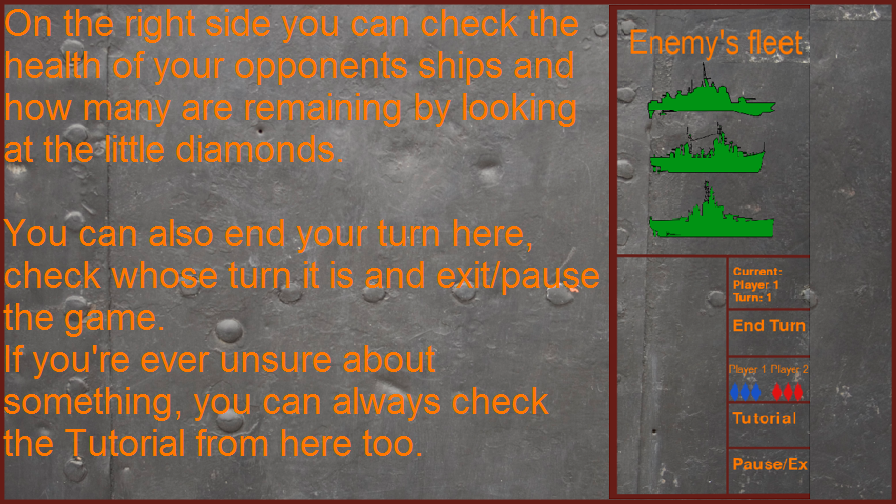 On the right side you can check the
health of your opponents ships and
how many are remaining by looking
at the little diamonds.
You can also end your turn here,
check whose turn it is and exit/pause
the game.
If you're ever unsure about
something, you can always check
the Tutorial from here too.
Enemy's fleet
Current:
Player 1
Turn: 1
End Turn
Player 1 Player 2
Tutorial
Pause/Ex